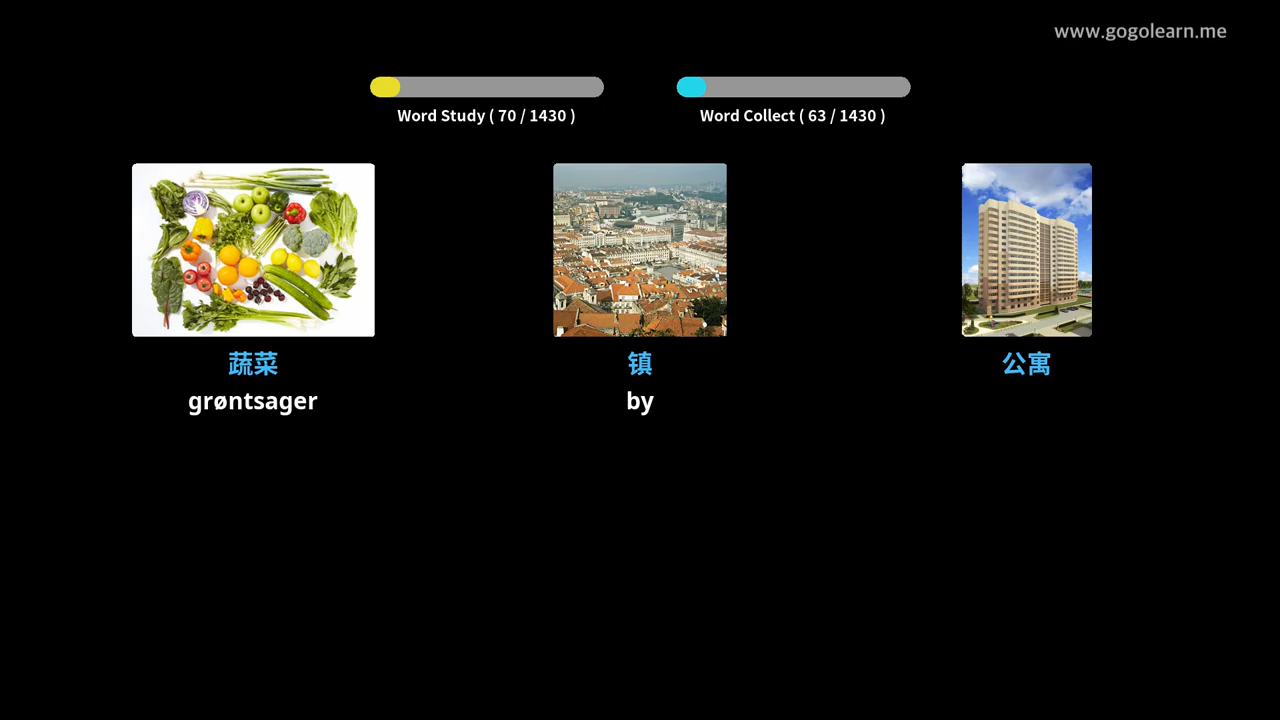 www.gogolearn.me
Word Study ( 70 / 1430 )
Word Collect ( 63 / 1430 )
蔬菜
grøntsager
镇
by
公寓